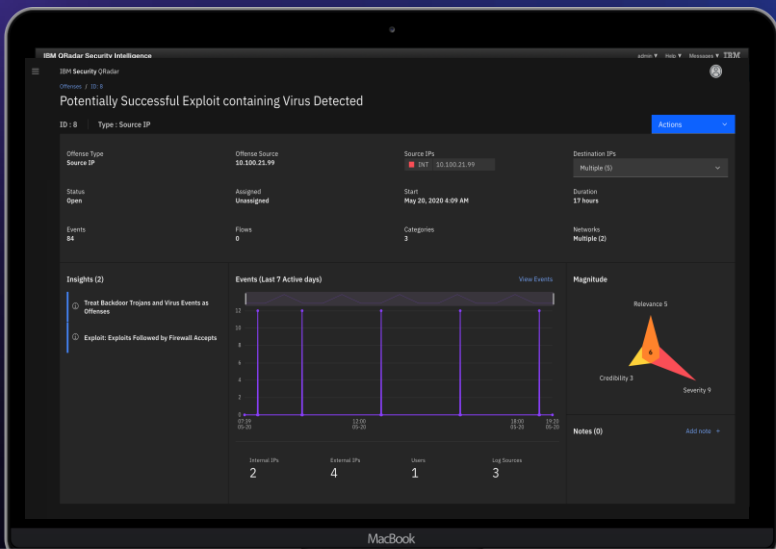 IBM QRadar Security Intelligence
admin ▼ Help ▼ Messages ▼ IBM
IBM Security QRadar
Offenses / ID: 8
Potentially Successful Exploit containing Virus Detected
ID : 8 Type : Source IP
Actions
Offense Type
Source IP
Offense Source
10.100.21.99
Source IPs
INT 10.100.21.99
Destination IPs
Multiple (5)
Status
Open
Assigned
Unassigned
Start
May 20, 2020 4:09 AM
Duration
17 hours
Events
84
Flows
0
Categories
3
Networks
Multiple (2)
Insights (2)
Treat Backdoor Trojans and Virus Events as
Offenses
Exploit: Exploits Followed by Firewall Accepts
Events (Last 7 Active days)
View Events
12
10
8
6
4
2
0
07:39
05-20
12:00
05-20
18:00
05-20
19:20
05-20
Internal IPs
2
External IPs
4
Users
1
Log Sources
3
Magnitude
Relevance 5
6
Credibility 3
Severity 9
Notes (0)
Add note +
MacBook